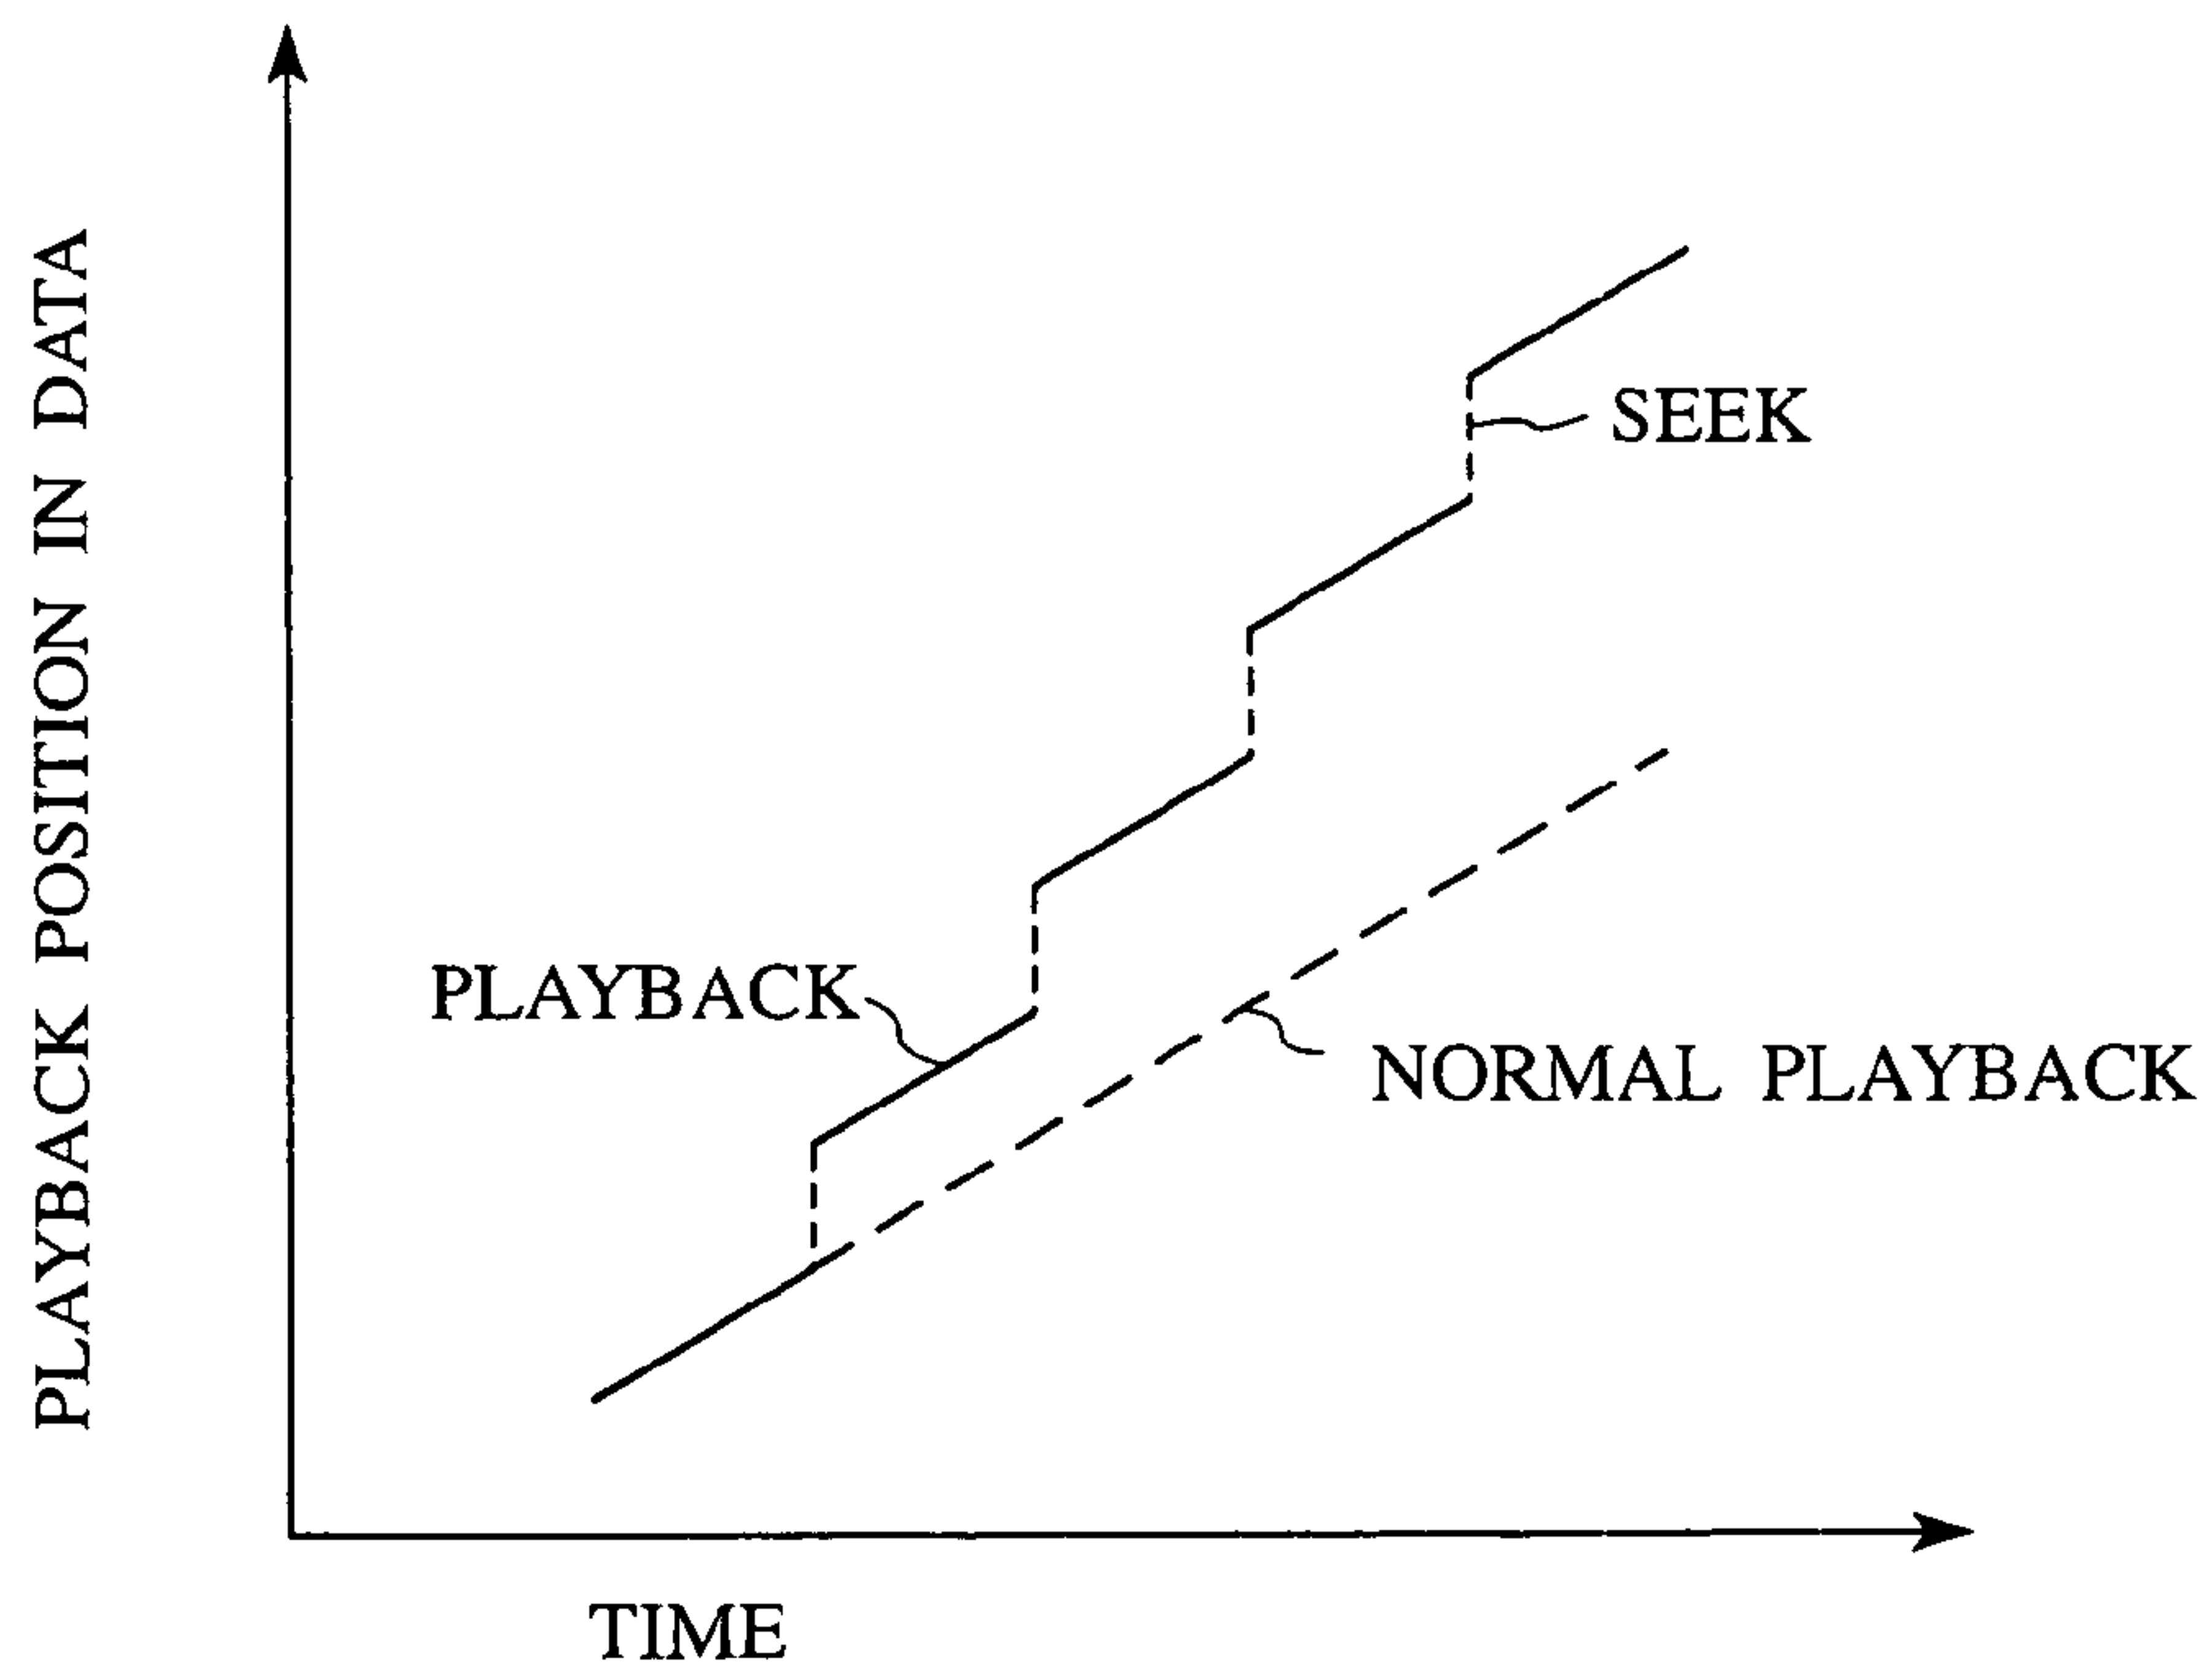 PLAYBACK POSITION IN DATA
SEEK
PLAYBACK
NORMAL PLAYBACK
TIME